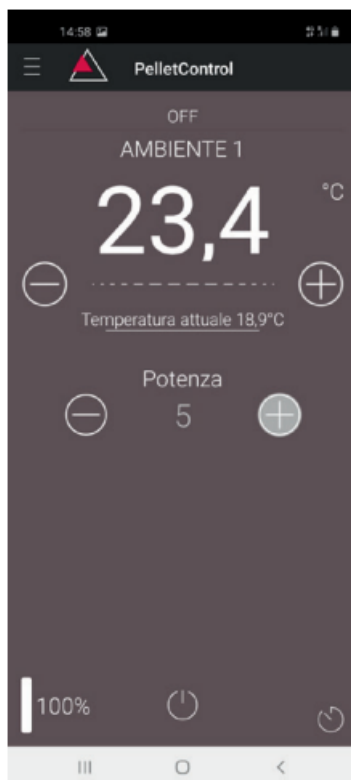 14:58
PelletControl
OFF
AMBIENTE 1
23,4 °C
Temperatura attuale 18,9°C
Potenza
5
100%